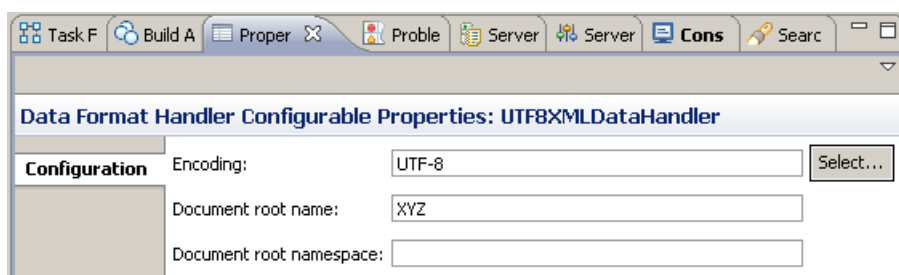 Task F Build A Proper Proble Server Server Cons Searc
Data Format Handler Configurable Properties: UTF8XMLDataHandler
Configuration Encoding: UTF-8 Select...
Document root name: XYZ
Document root namespace: